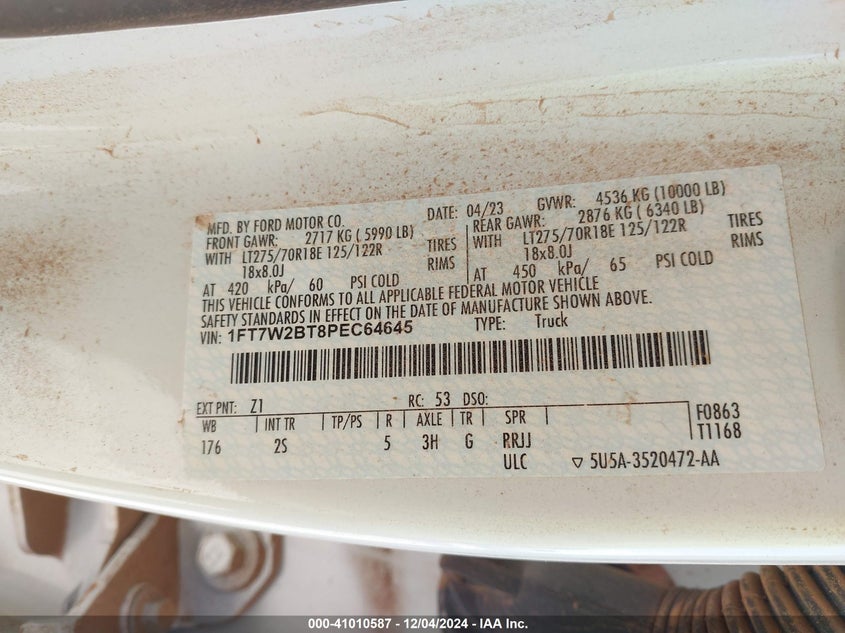 MFD. BY FORD MOTOR CO.
DATE: 04/23 GVWR: 4536 KG (10000 LB)
FRONT GAWR: 2717 KG ( 5990 LB) REAR GAWR: 2876 KG ( 6340 LB)
WITH LT275/70R18E 125/122R TIRES WITH LT275/70R18E 125/122R TIRES
18x8.0J RIMS 18x8.0J RIMS
AT 420 kPa/ 60 PSI COLD AT 450 kPa/ 65 PSI COLD
THIS VEHICLE CONFORMS TO ALL APPLICABLE FEDERAL MOTOR VEHICLE
SAFETY STANDARDS IN EFFECT ON THE DATE OF MANUFACTURE SHOWN ABOVE.
VIN: 1FT7W2BT8PEC64645 TYPE: Truck
EXT PNT: Z1 RC: 53 DSO:
WB INT TR TP/PS R AXLE TR SPR F0863
176 2S 5 3H G RRJJ T1168
ULC ▽ 5U5A-3520472-AA
000-41010587 - 12/04/2024 - IAA Inc.